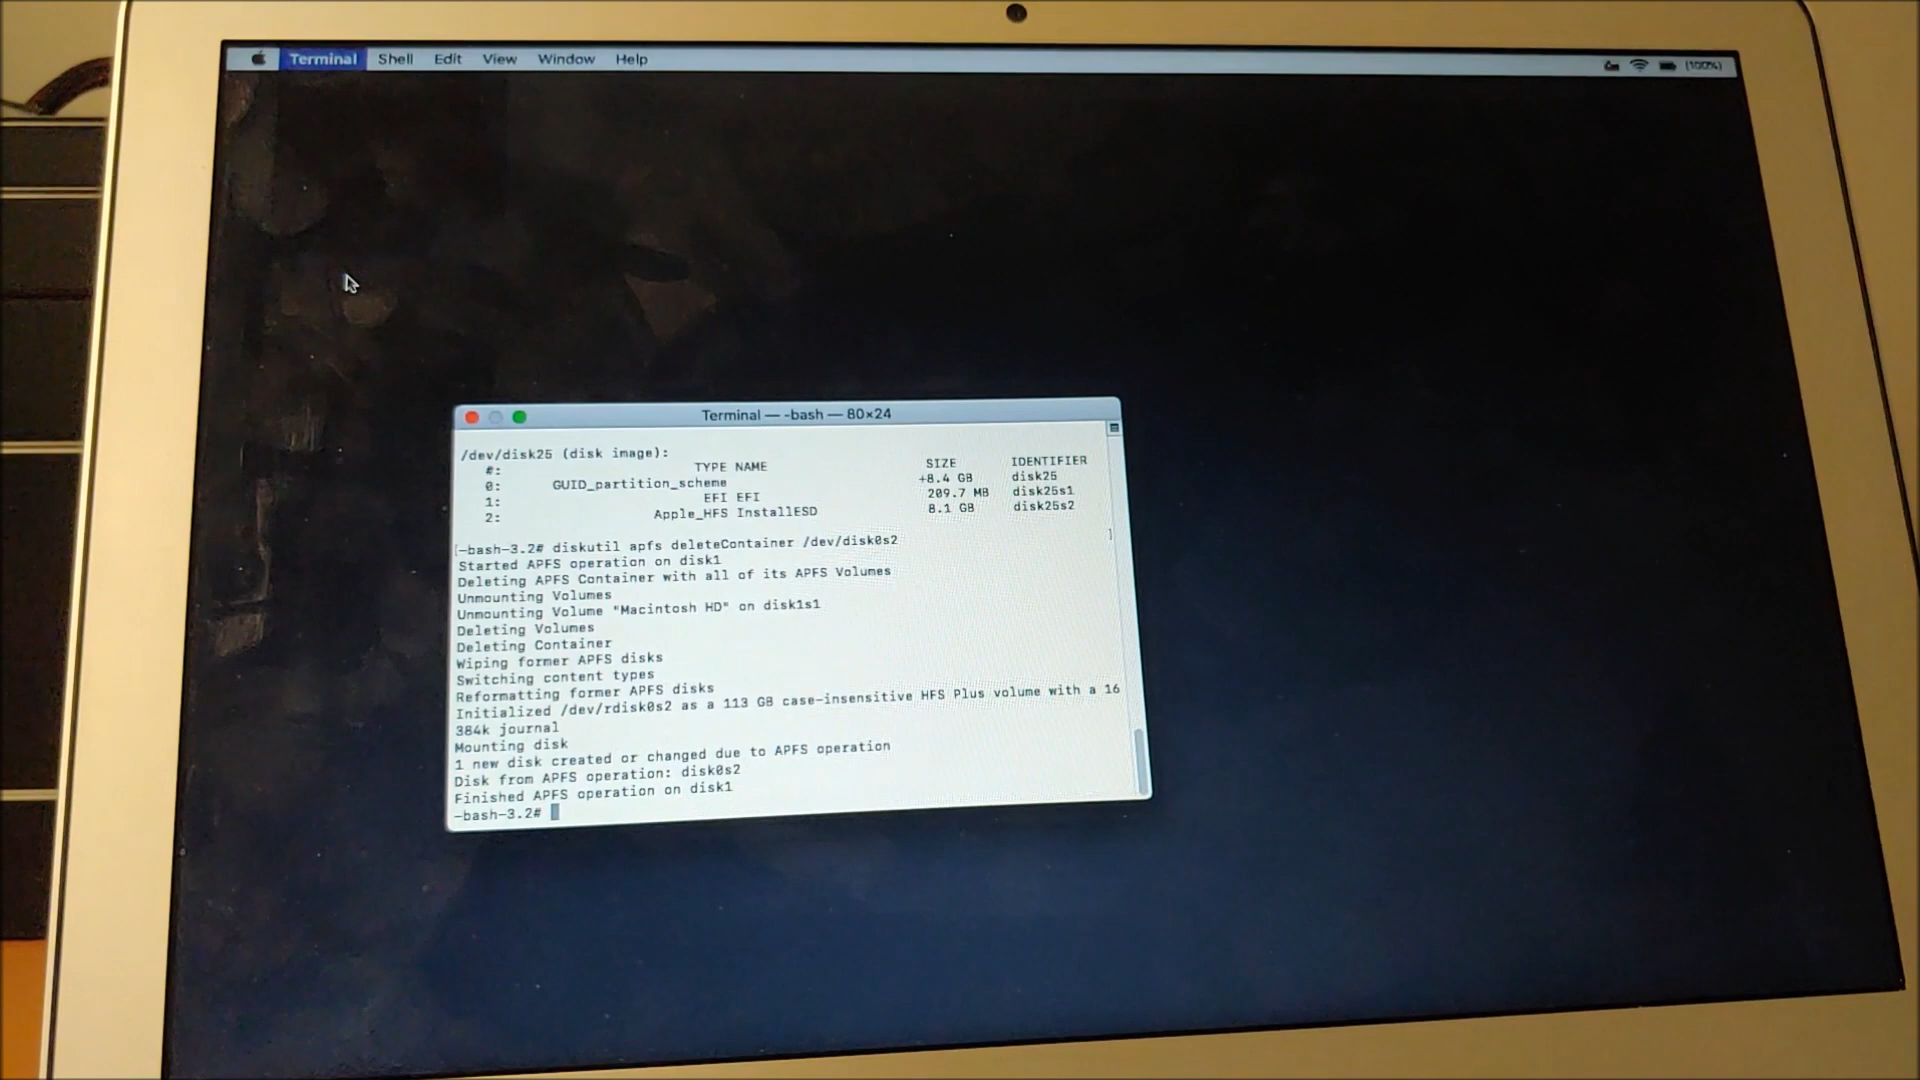 Terminal Shell Edit View Window Help (100%)
Terminal — -bash — 80×24
/dev/disk25 (disk image):
#: TYPE NAME SIZE IDENTIFIER
0: GUID_partition_scheme +8.4 GB disk25
1: EFI EFI 209.7 MB disk25s1
2: Apple_HFS InstallESD 8.1 GB disk25s2
[-bash-3.2# diskutil apfs deleteContainer /dev/disk0s2 ]
Started APFS operation on disk1
Deleting APFS Container with all of its APFS Volumes
Unmounting Volumes
Unmounting Volume "Macintosh HD" on disk1s1
Deleting Volumes
Deleting Container
Wiping former APFS disks
Switching content types
Reformatting former APFS disks
Initialized /dev/rdisk0s2 as a 113 GB case-insensitive HFS Plus volume with a 16
384k journal
Mounting disk
1 new disk created or changed due to APFS operation
Disk from APFS operation: disk0s2
Finished APFS operation on disk1
-bash-3.2#